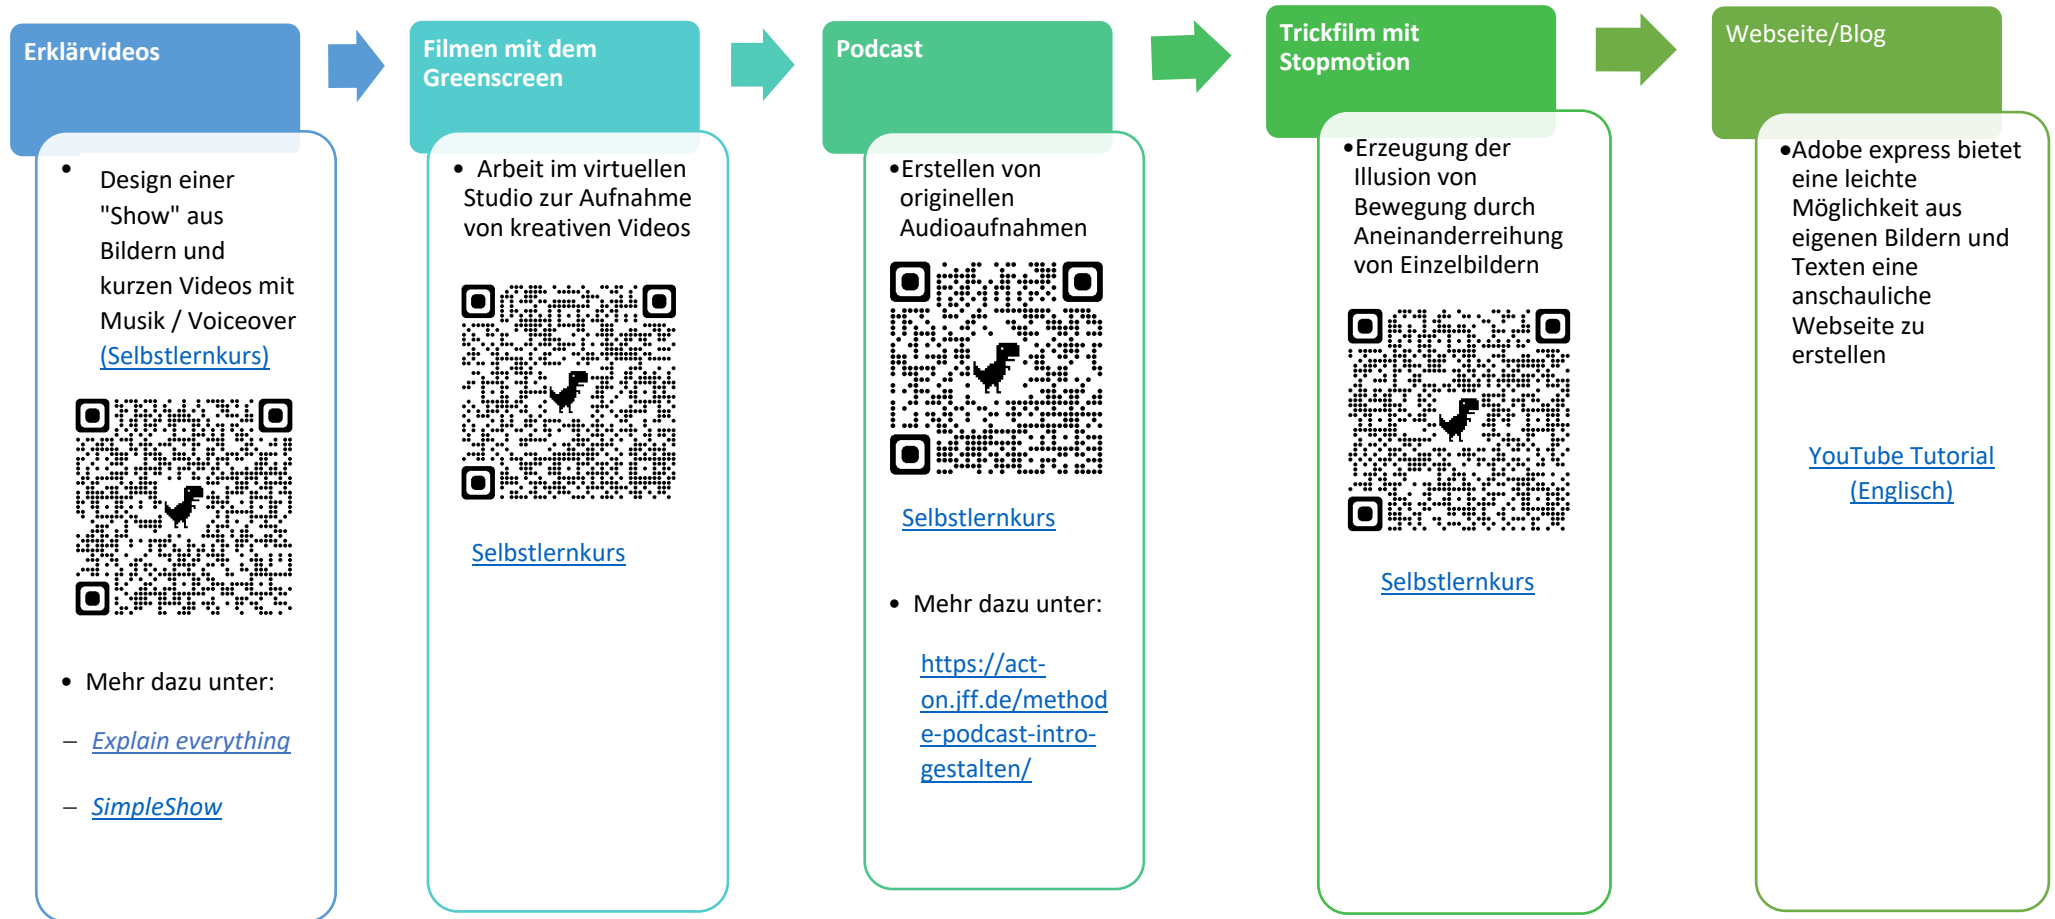 Erklärvideos
• Design einer
"Show" aus
Bildern und
kurzen Videos mit
Musik / Voiceover
(Selbstlernkurs)
• Mehr dazu unter:
– Explain everything
– SimpleShow
Filmen mit dem
Greenscreen
• Arbeit im virtuellen
Studio zur Aufnahme
von kreativen Videos
Selbstlernkurs
Podcast
•Erstellen von
originellen
Audioaufnahmen
Selbstlernkurs
• Mehr dazu unter:
https://act-
on.jff.de/method
e-podcast-intro-
gestalten/
Trickfilm mit
Stopmotion
•Erzeugung der
Illusion von
Bewegung durch
Aneinanderreihung
von Einzelbildern
Selbstlernkurs
Webseite/Blog
•Adobe express bietet
eine leichte
Möglichkeit aus
eigenen Bildern und
Texten eine
anschauliche
Webseite zu
erstellen
YouTube Tutorial
(Englisch)